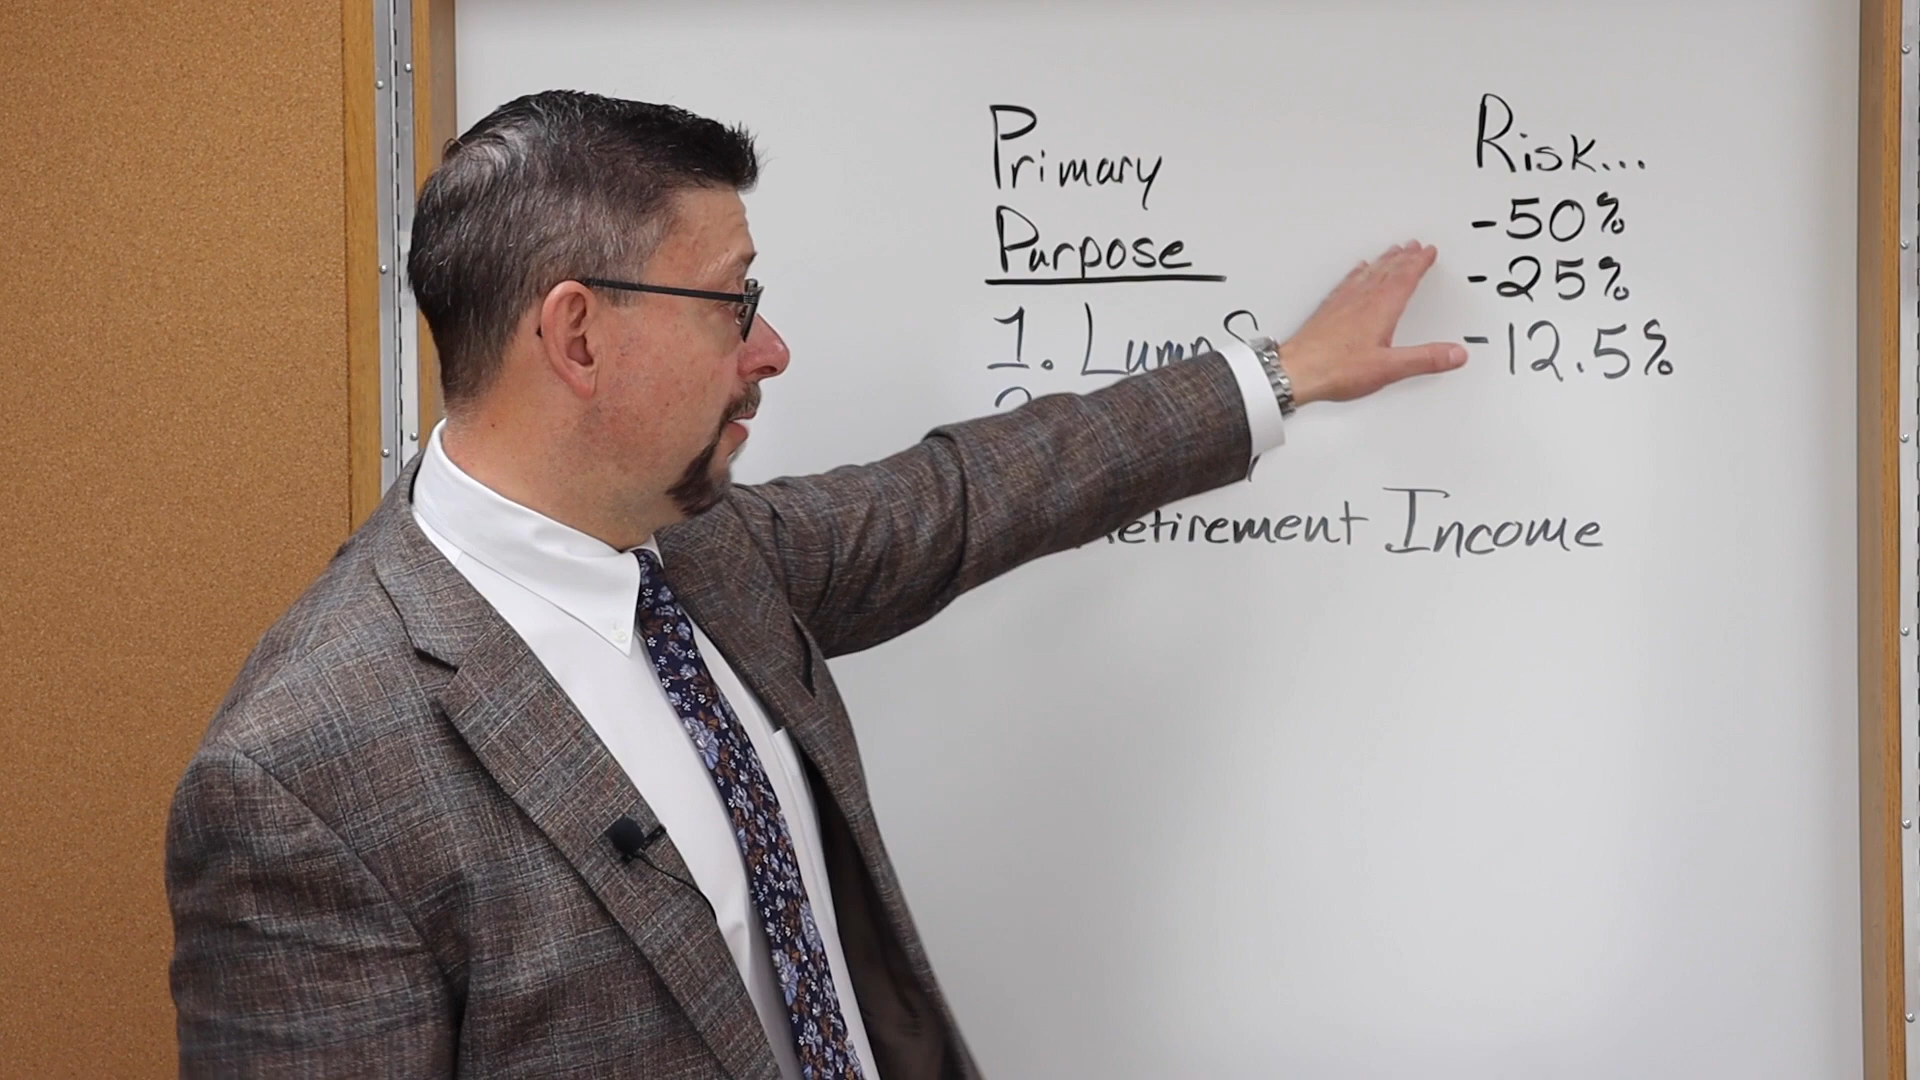 Primary
Purpose
1. Lump
Retirement Income
Risk...
-50%
-25%
-12.5%